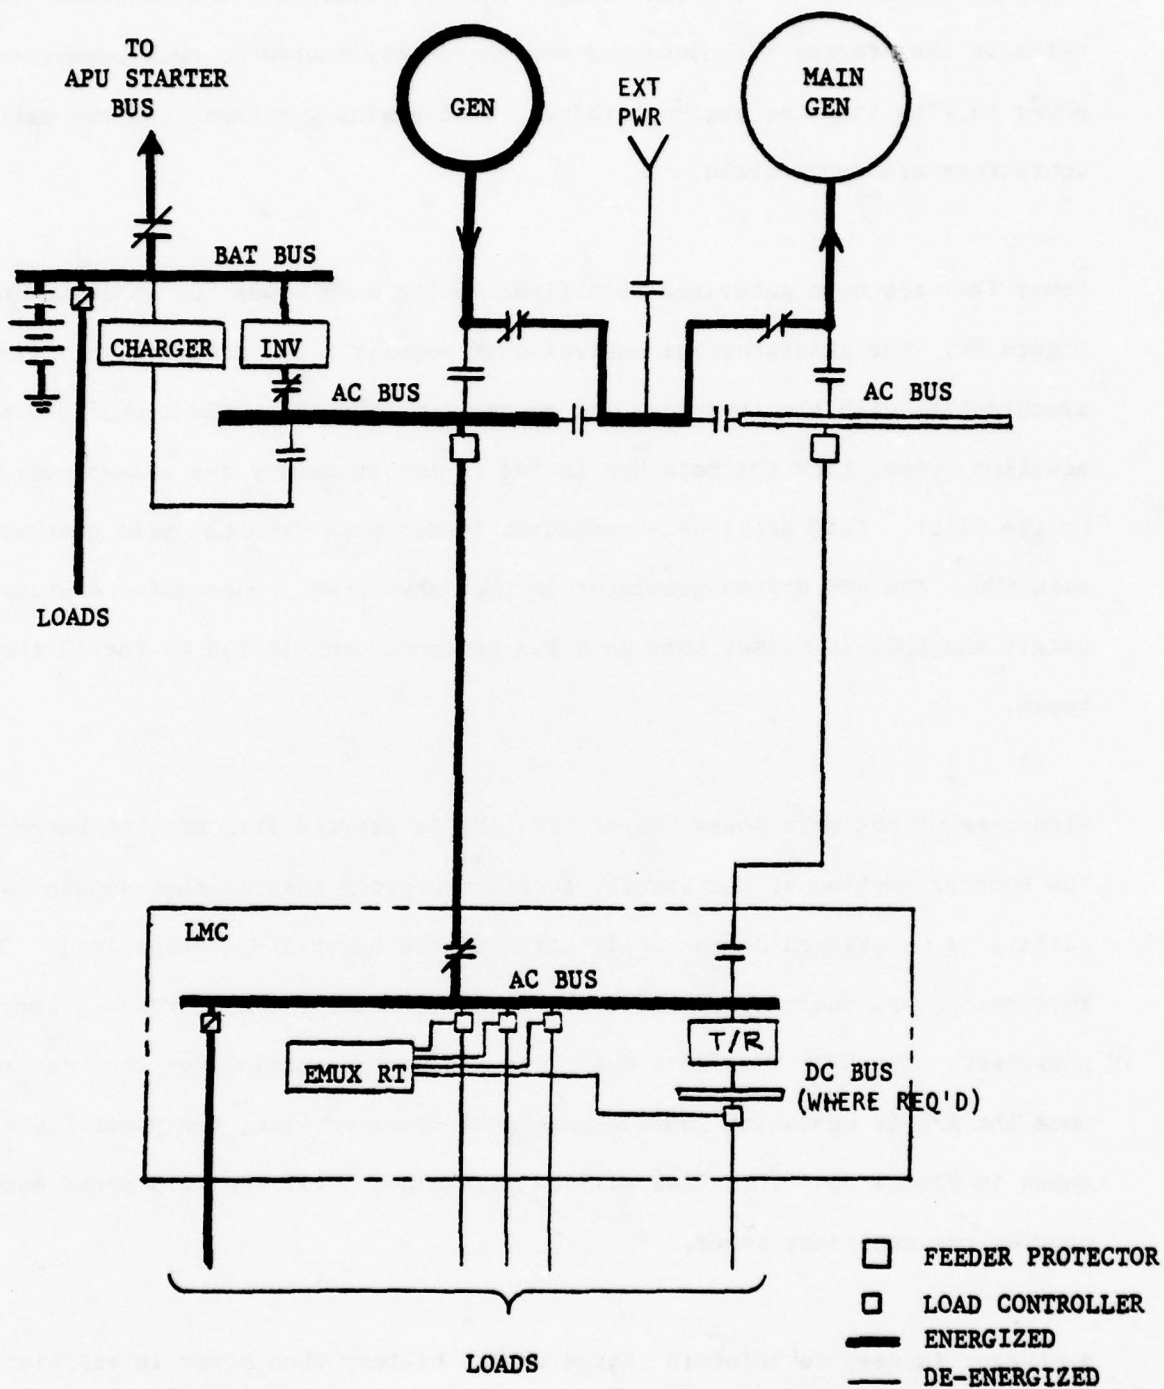 TO
APU STARTER
BUS
GEN
EXT
PWR
MAIN
GEN
BAT BUS
CHARGER
INV
AC BUS
AC BUS
LOADS
LMC
AC BUS
EMUX RT
T/R
DC BUS
(WHERE REQ'D)
LOADS
FEEDER PROTECTOR
LOAD CONTROLLER
ENERGIZED
DE-ENERGIZED